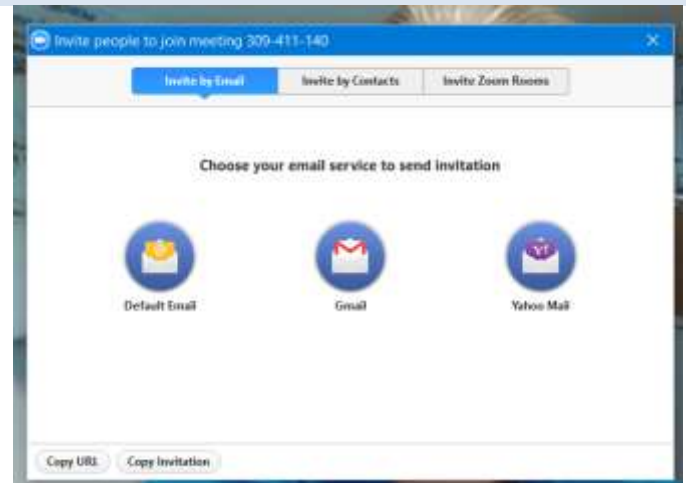 Invite people to join meeting 309-411-140
Invite by Email Invite by Contacts Invite Zoom Rooms
Choose your email service to send invitation
Default Email Gmail Yahoo Mail
Copy URL Copy Invitation